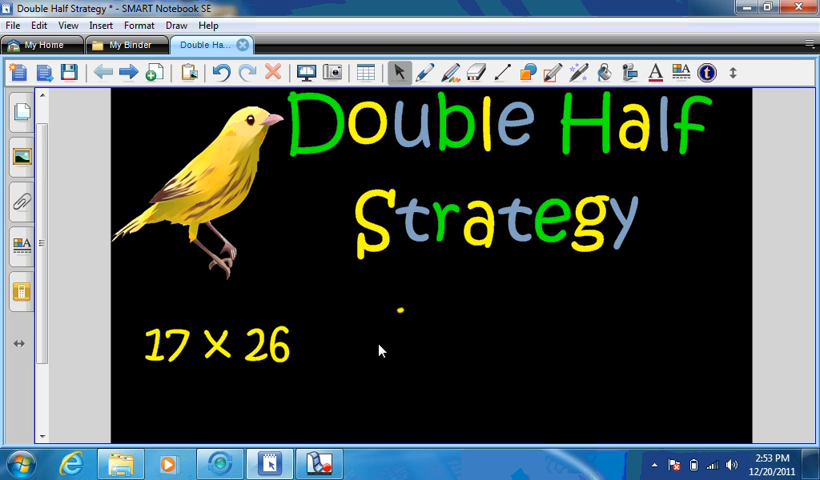 Double Half Strategy * - SMART Notebook SE
File Edit View Insert Format Draw Help
My Home My Binder Double Ha...
Double Half
Strategy
17 x 26
2:53 PM
12/20/2011